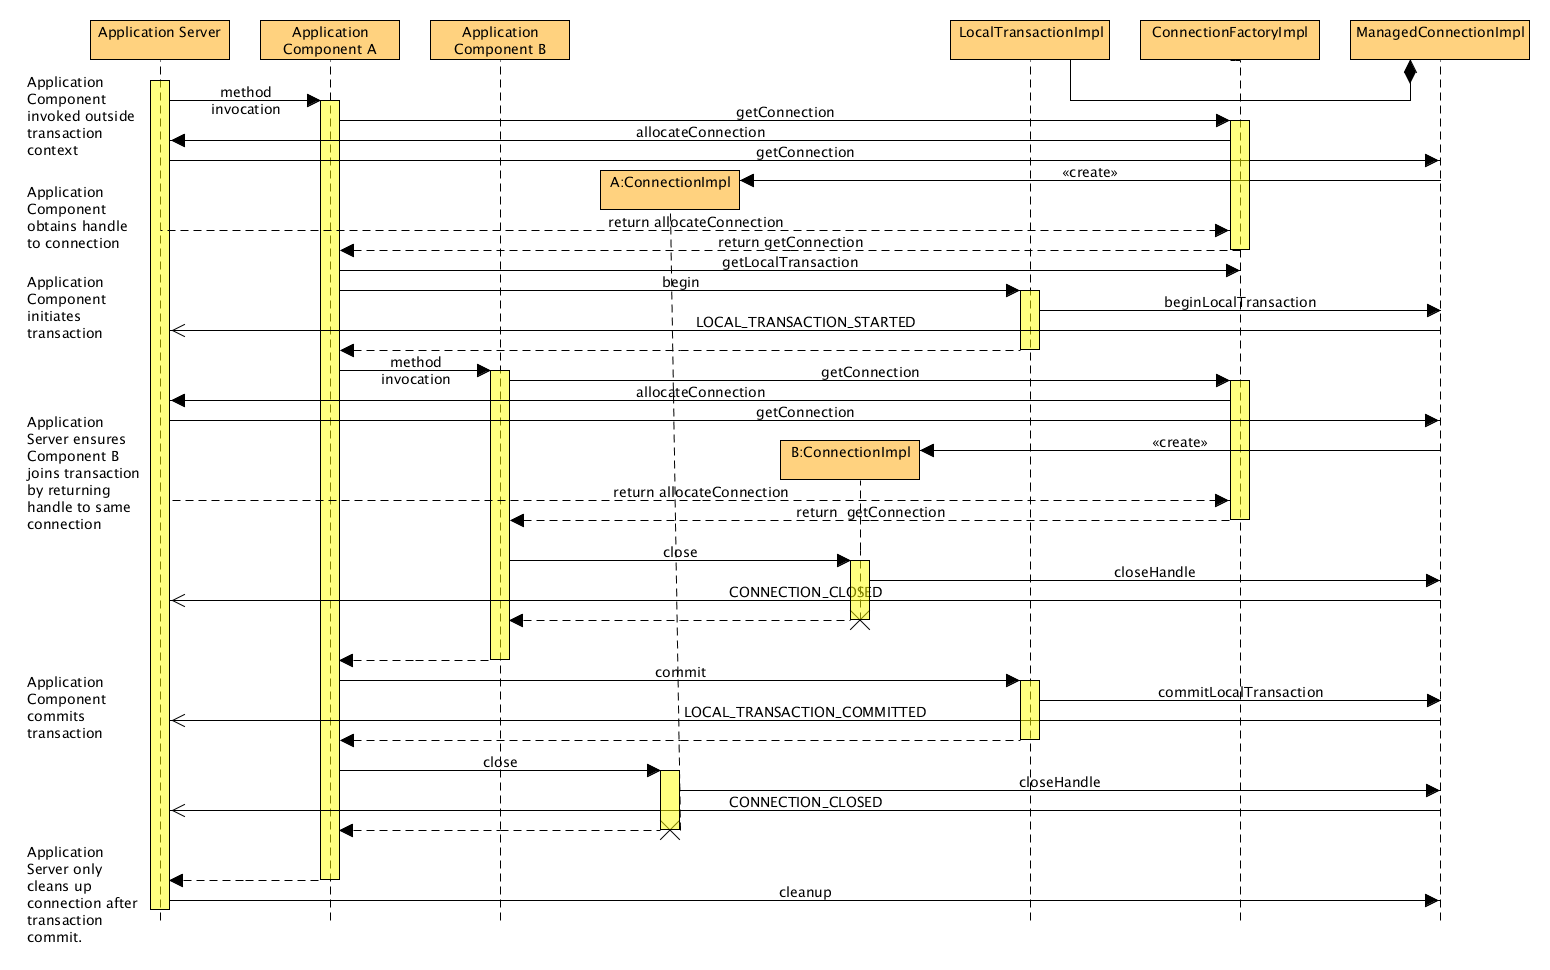 Application Server
Application
Component A
Application
Component B
LocalTransactionImpl
ConnectionFactoryImpl
ManagedConnectionImpl
Application
Component
invoked outside
transaction
context
method
invocation
getConnection
allocateConnection
getConnection
«create»
A:ConnectionImpl
Application
Component
obtains handle
to connection
return allocateConnection
return getConnection
getLocalTransaction
Application
Component
initiates
transaction
begin
beginLocalTransaction
LOCAL_TRANSACTION_STARTED
method
invocation
getConnection
allocateConnection
getConnection
Application
Server ensures
Component B
joins transaction
by returning
handle to same
connection
«create»
B:ConnectionImpl
return allocateConnection
return  getConnection
close
closeHandle
CONNECTION_CLOSED
commit
Application
Component
commits
transaction
commitLocalTransaction
LOCAL_TRANSACTION_COMMITTED
close
closeHandle
CONNECTION_CLOSED
Application
Server only
cleans up
connection after
transaction
commit.
cleanup